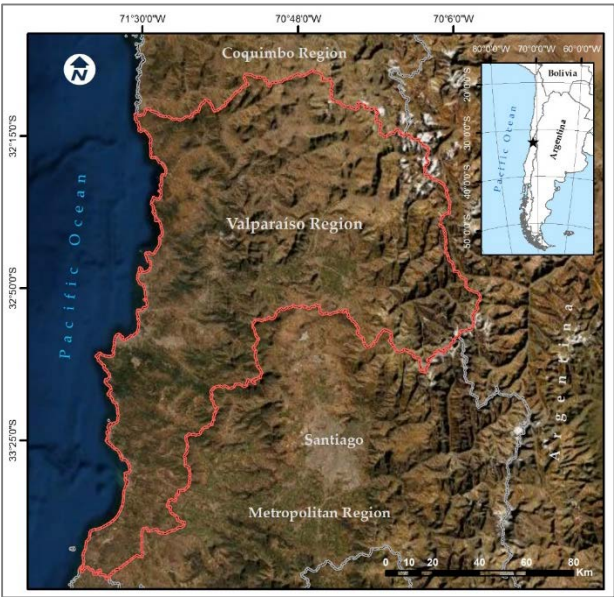 71°30'0"W
70°48'0"W
70°6'0"W
Coquimbo Region
N
80°0'0"W
70°0'0"W
60°0'0"W
Bolivia
20°0'0"S
30°0'0"S
40°0'0"S
50°0'0"S
Pacific Ocean
Argentina
32°15'0"S
Valparaíso Region
Pacific Ocean
32°50'0"S
Argentina
33°25'0"S
Santiago
Metropolitan Region
0 10 20 40 60 80
Km